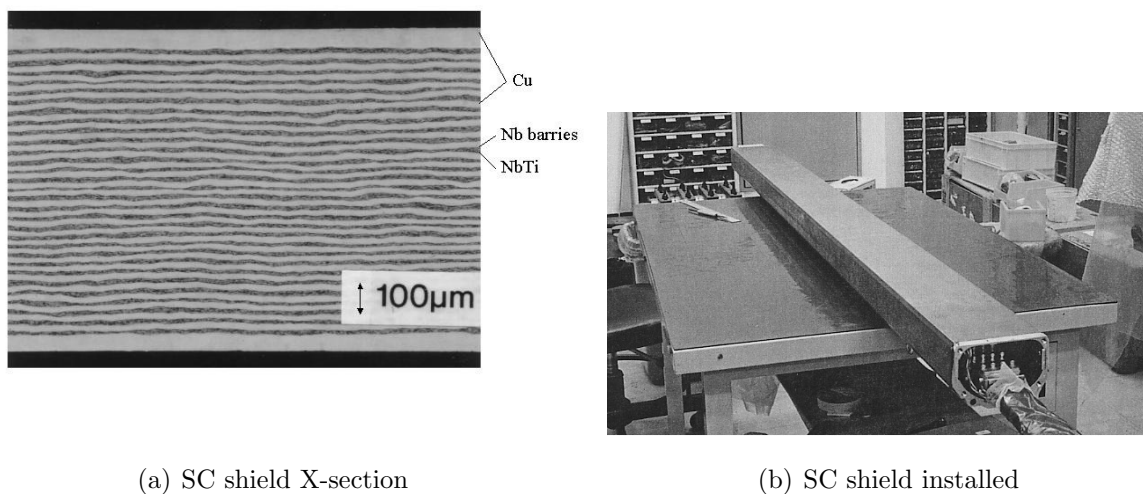 Cu
Nb barries
NbTi
100μm
(a) SC shield X-section
(b) SC shield installed